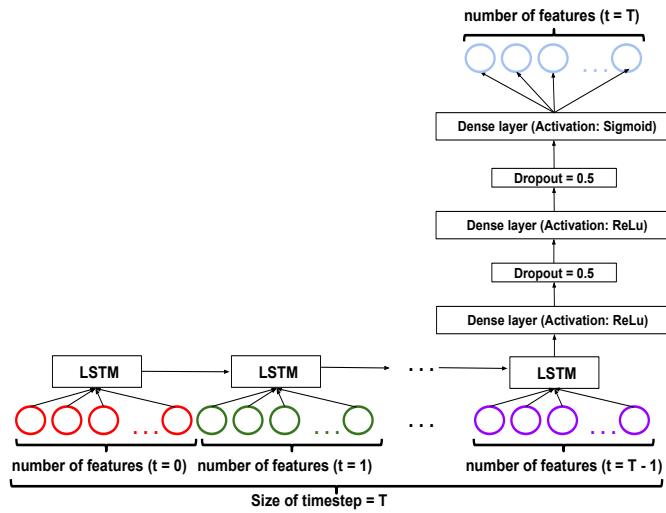 number of features (t = T)
. . .
Dense layer (Activation: Sigmoid)
Dropout = 0.5
Dense layer (Activation: ReLu)
Dropout = 0.5
Dense layer (Activation: ReLu)
LSTM
LSTM
. . .
LSTM
. . .
. . .
. . .
. . .
number of features (t = 0)
number of features (t = 1)
number of features (t = T - 1)
Size of timestep = T